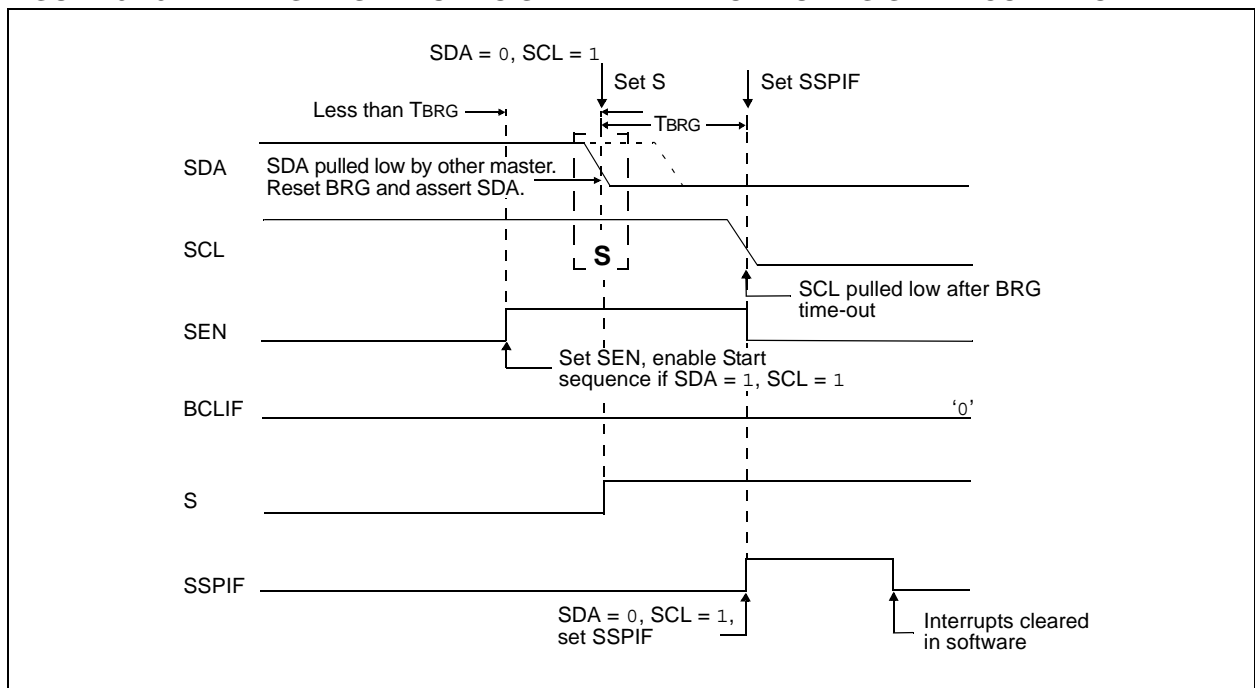 SDA = 0, SCL = 1
Set S
Set SSPIF
Less than TBRG
TBRG
SDA
SDA pulled low by other master.
Reset BRG and assert SDA.
SCL
S
SCL pulled low after BRG
time-out
SEN
Set SEN, enable Start
sequence if SDA = 1, SCL = 1
BCLIF
‘0’
S
SSPIF
SDA = 0, SCL = 1,
set SSPIF
Interrupts cleared
in software